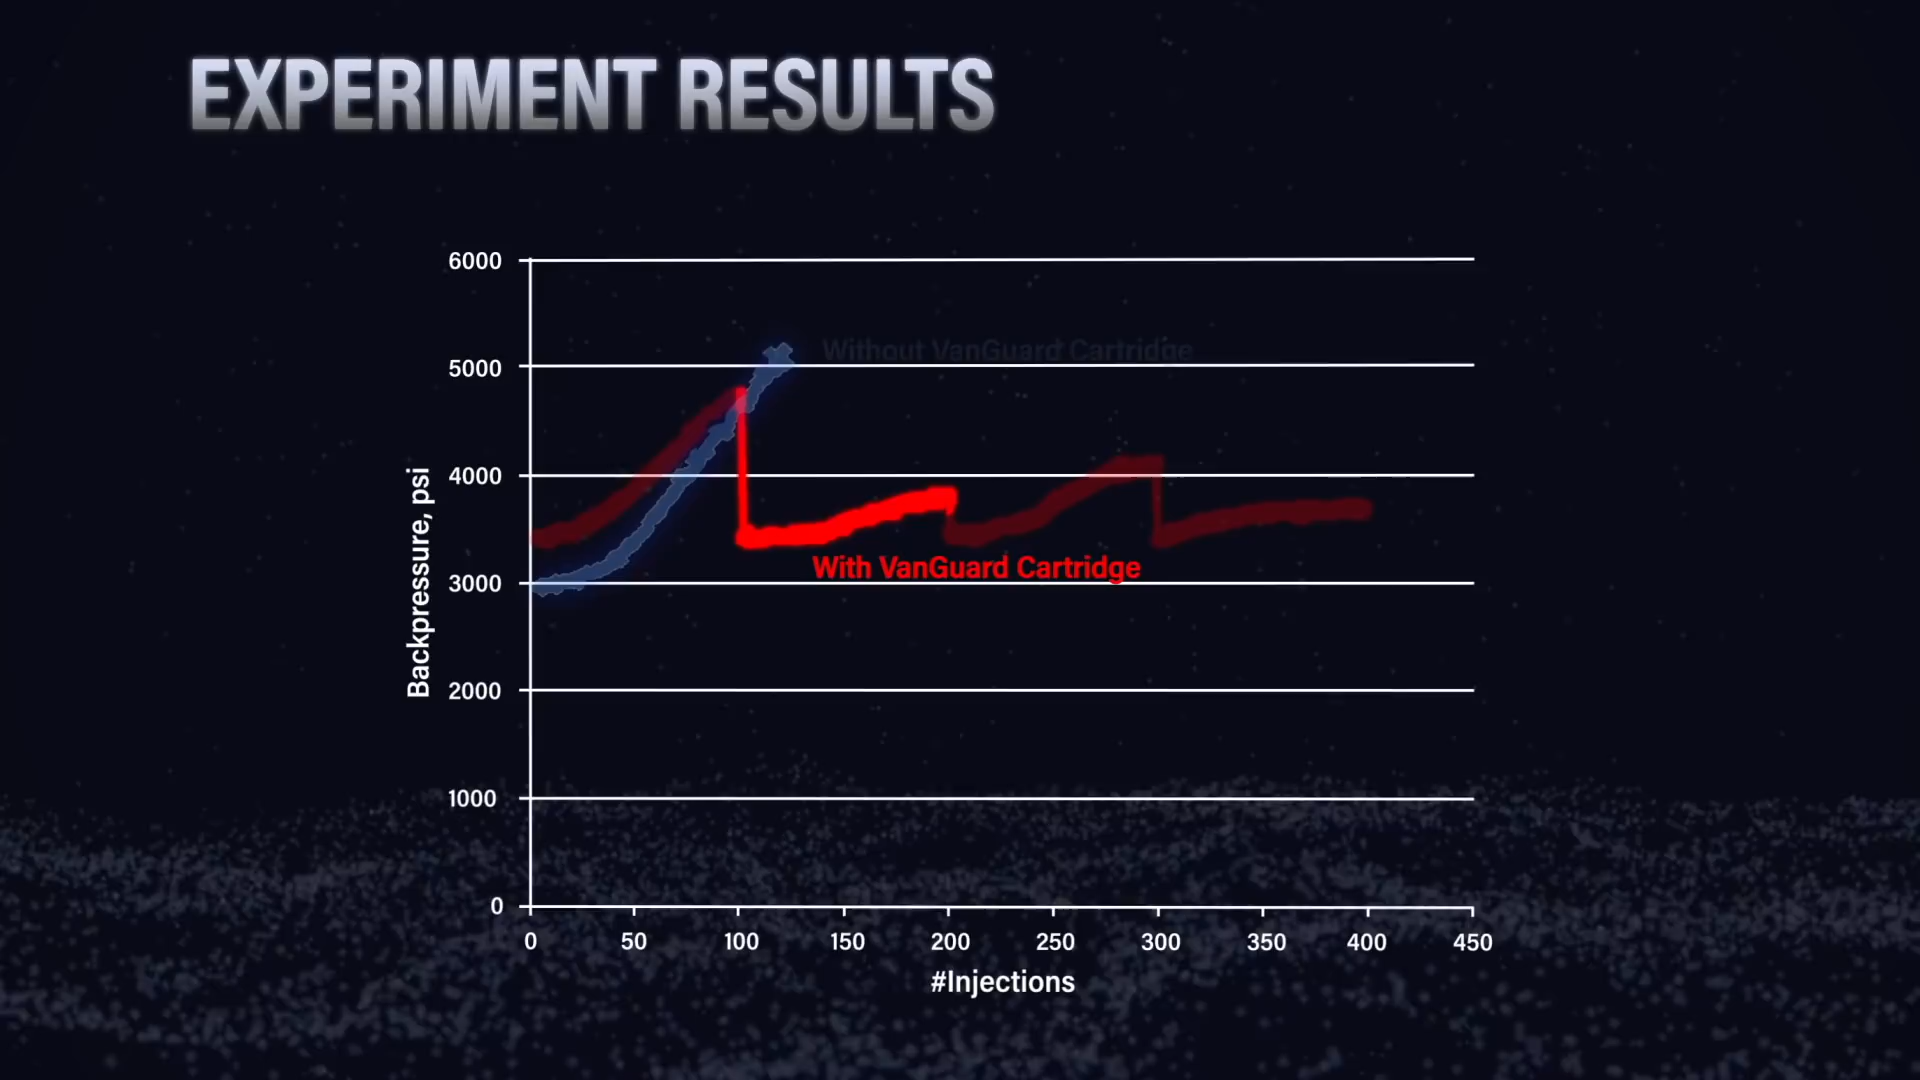 EXPERIMENT RESULTS
6000
Without VanGuard Cartridge
5000
4000
With VanGuard Cartridge
3000
Backpressure, psi
2000
1000
0
0 50 100 150 200 250 300 350 400 450
#Injections